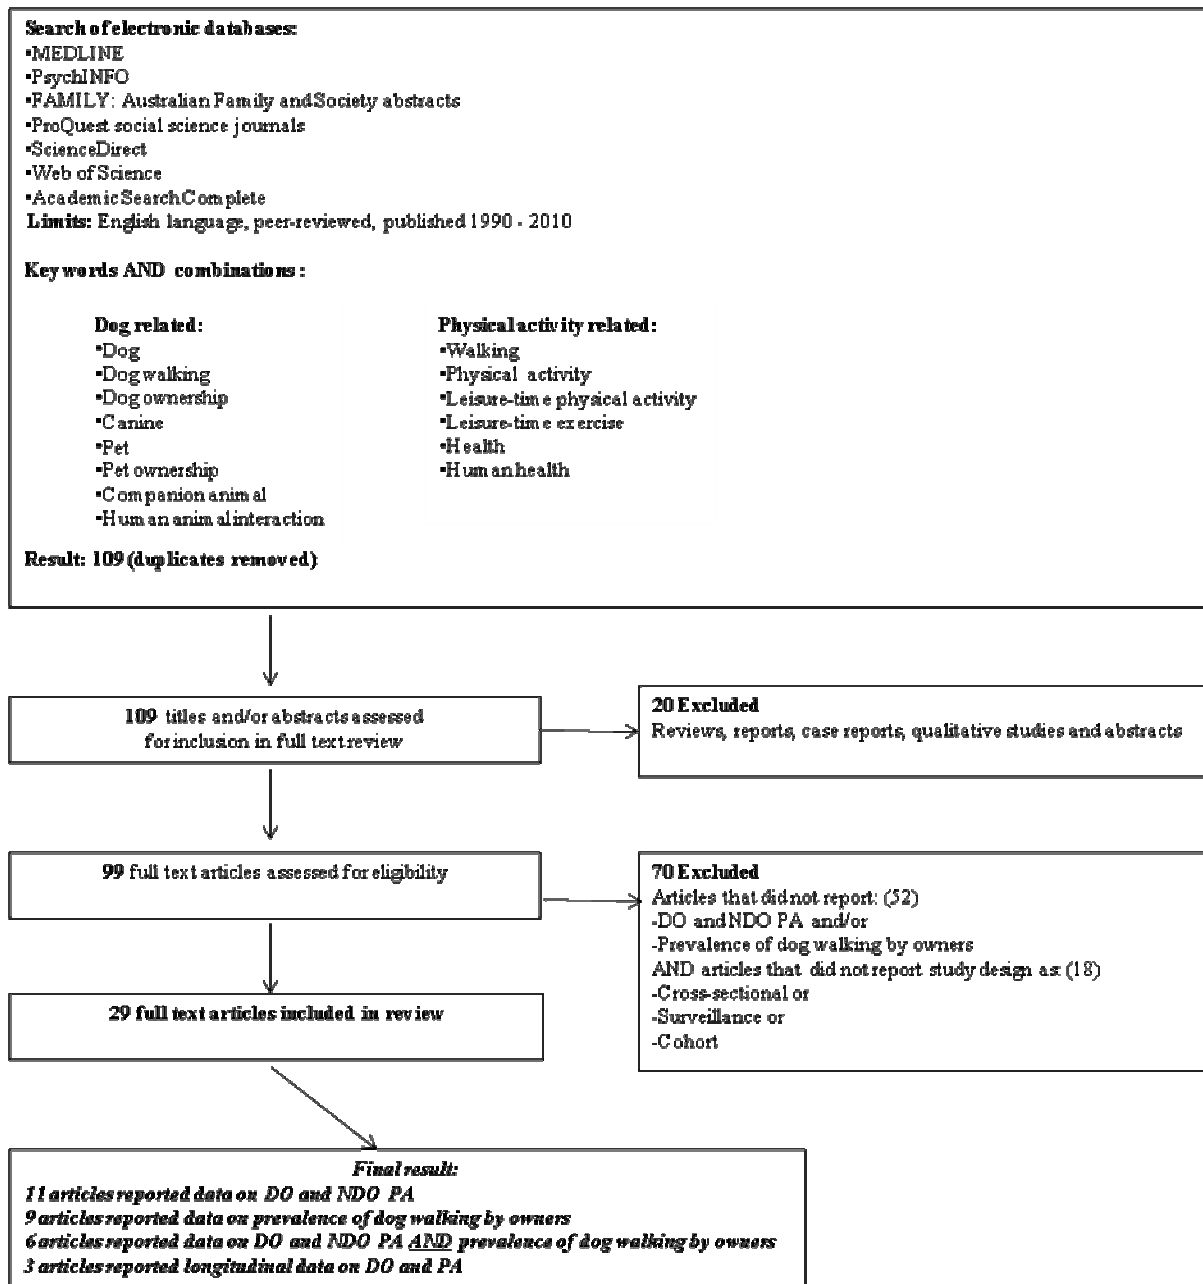 Search of electronic databases:
▪MEDLINE
▪PsychINFO
▪FAMILY: Australian Family and Society abstracts
▪ProQuest social science journals
▪ScienceDirect
▪Web of Science
▪Academic Search Complete
Limits: English language, peer-reviewed, published 1990 - 2010
Keywords AND combinations:
Dog related:
▪Dog
▪Dog walking
▪Dog ownership
▪Canine
▪Pet
▪Pet ownership
▪Companion animal
▪Human animal interaction
Physical activity related:
▪Walking
▪Physical activity
▪Leisure-time physical activity
▪Leisure-time exercise
▪Health
▪Human health
Result: 109 (duplicates removed)
109 titles and/or abstracts assessed
for inclusion in full text review
20 Excluded
Reviews, reports, case reports, qualitative studies and abstracts
99 full text articles assessed for eligibility
70 Excluded
Articles that did not report: (52)
-DO and NDO PA and/or
-Prevalence of dog walking by owners
AND articles that did not report study design as: (18)
-Cross-sectional or
-Surveillance or
-Cohort
29 full text articles included in review
Final result:
11 articles reported data on DO and NDO PA
9 articles reported data on prevalence of dog walking by owners
6 articles reported data on DO and NDO PA AND prevalence of dog walking by owners
3 articles reported longitudinal data on DO and PA